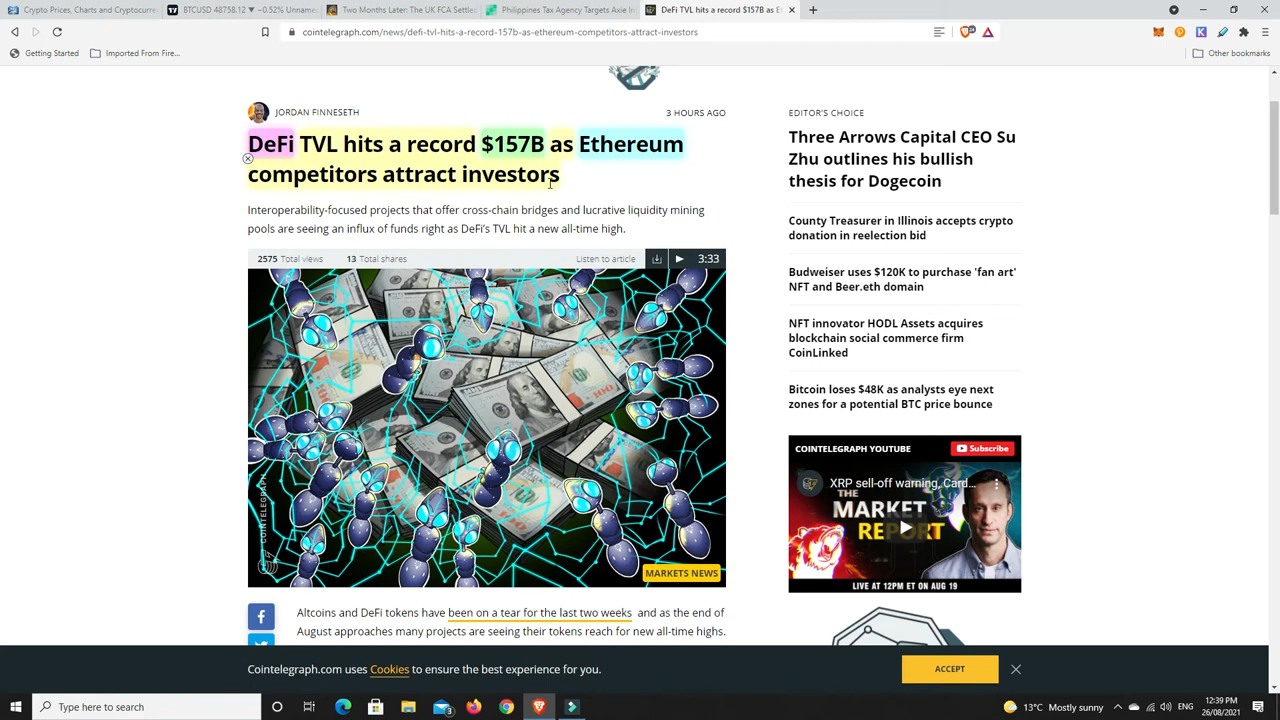 Crypto Prices, Charts and Cryptocurr
BTCUSD 48758.12 ▼ −0.52% Unnamed
Two Months Later: The UK FCA Settles
Philippines Tax Agency Targets Axie In
DeFi TVL hits a record $157B as E
cointelegraph.com/news/defi-tvl-hits-a-record-157b-as-ethereum-competitors-attract-investors
Getting Started
Imported From Fire...
Other bookmarks
JORDAN FINNESETH
3 HOURS AGO
DeFi TVL hits a record $157B as Ethereum
competitors attract investors
Interoperability-focused projects that offer cross-chain bridges and lucrative liquidity mining
pools are seeing an influx of funds right as DeFi's TVL hit a new all-time high.
2575 Total views
13 Total shares
Listen to article
3:33
COINTELEGRAPH
MARKETS NEWS
Altcoins and DeFi tokens have been on a tear for the last two weeks and as the end of
August approaches many projects are seeing their tokens reach for new all-time highs.
EDITOR'S CHOICE
Three Arrows Capital CEO Su
Zhu outlines his bullish
thesis for Dogecoin
County Treasurer in Illinois accepts crypto
donation in reelection bid
Budweiser uses $120K to purchase 'fan art'
NFT and Beer.eth domain
NFT innovator HODL Assets acquires
blockchain social commerce firm
CoinLinked
Bitcoin loses $48K as analysts eye next
zones for a potential BTC price bounce
COINTELEGRAPH YOUTUBE
Subscribe
XRP sell-off warning, Card...
THE
MARKET
REPORT
LIVE AT 12PM ET ON AUG 19
Cointelegraph.com uses Cookies to ensure the best experience for you.
ACCEPT
Type here to search
13°C Mostly sunny
ENG
12:39 PM
26/08/2021